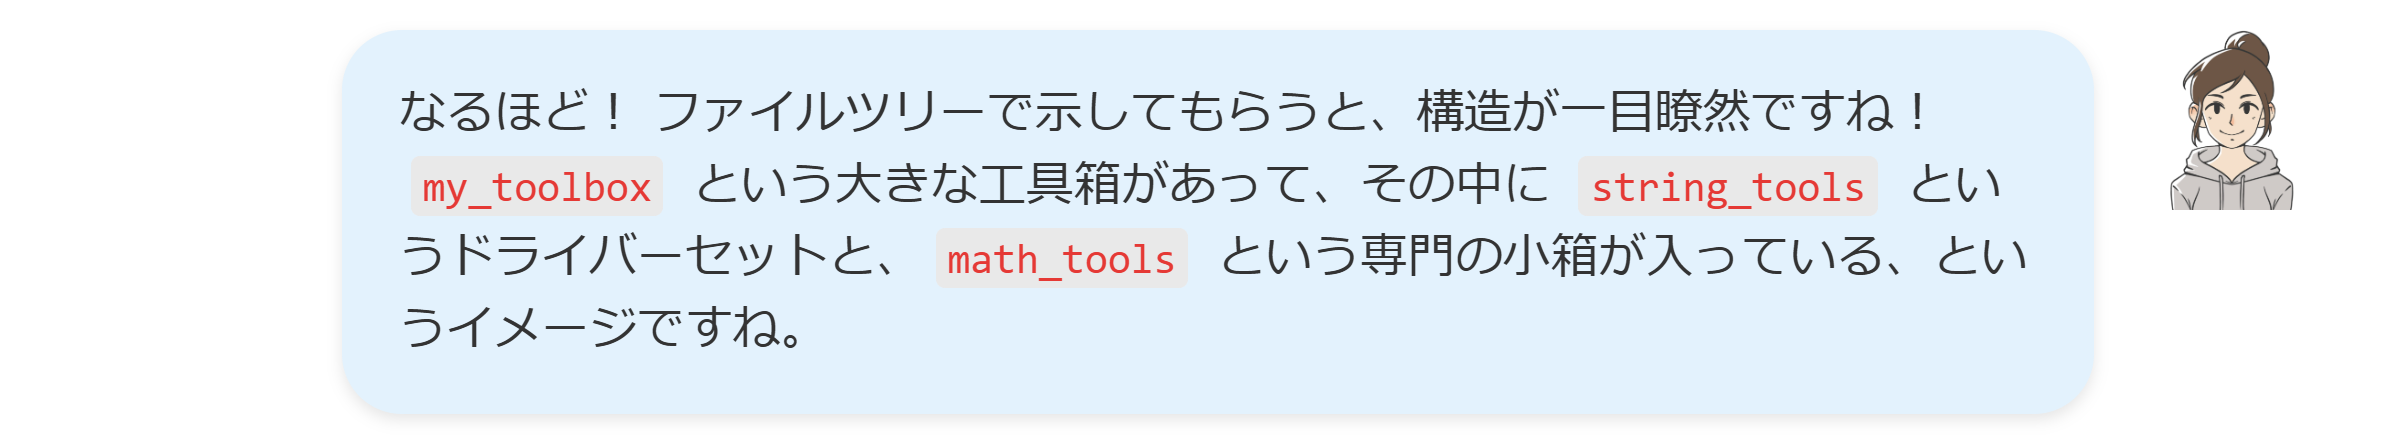 なるほど！ ファイルツリーで示してもらうと、構造が一目瞭然ですね！
my_toolbox という大きな工具箱があって、その中に string_tools とい
うドライバーセットと、 math_tools という専門の小箱が入っている、とい
うイメージですね。